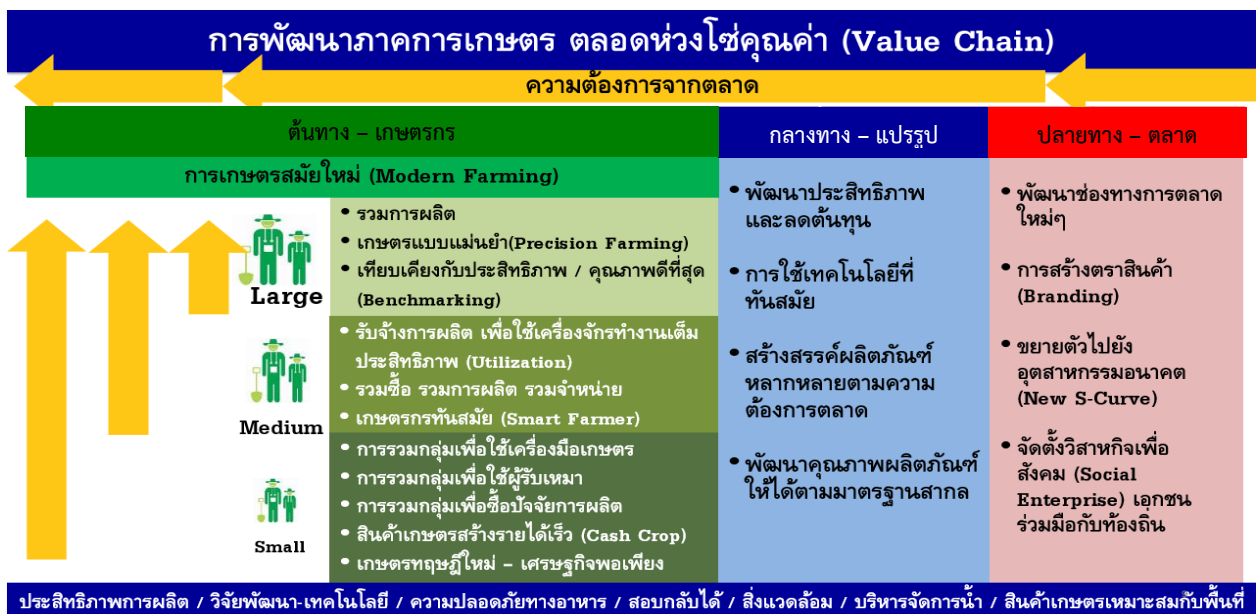 การพัฒนาภาคการเกษตร ตลอดห่วงโซ่คุณค่า (Value Chain)
ความต้องการจากตลาด
ต้นทาง – เกษตรกร
การเกษตรสมัยใหม่ (Modern Farming)
Large
• รวมการผลิต
• เกษตรแบบแม่นยำ(Precision Farming)
• เทียบเคียงกับประสิทธิภาพ / คุณภาพดีที่สุด
(Benchmarking)
Medium
• รับจ้างการผลิต เพื่อใช้เครื่องจักรทำงานเต็ม
ประสิทธิภาพ (Utilization)
• รวมซื้อ รวมการผลิต รวมจำหน่าย
• เกษตรกรทันสมัย (Smart Farmer)
Small
• การรวมกลุ่มเพื่อใช้เครื่องมือเกษตร
• การรวมกลุ่มเพื่อใช้ผู้รับเหมา
• การรวมกลุ่มเพื่อซื้อปัจจัยการผลิต
• สินค้าเกษตรสร้างรายได้เร็ว (Cash Crop)
• เกษตรทฤษฎีใหม่ – เศรษฐกิจพอเพียง
กลางทาง – แปรรูป
• พัฒนาประสิทธิภาพ
และลดต้นทุน
• การใช้เทคโนโลยีที่
ทันสมัย
• สร้างสรรค์ผลิตภัณฑ์
หลากหลายตามความ
ต้องการตลาด
• พัฒนาคุณภาพผลิตภัณฑ์
ให้ได้ตามมาตรฐานสากล
ปลายทาง – ตลาด
• พัฒนาช่องทางการตลาด
ใหม่ๆ
• การสร้างตราสินค้า
(Branding)
• ขยายตัวไปยัง
อุตสาหกรรมอนาคต
(New S-Curve)
• จัดตั้งวิสาหกิจเพื่อ
สังคม (Social
Enterprise) เอกชน
ร่วมมือกับท้องถิ่น
ประสิทธิภาพการผลิต / วิจัยพัฒนา-เทคโนโลยี / ความปลอดภัยทางอาหาร / สอบกลับได้ / สิ่งแวดล้อม / บริหารจัดการน้ำ / สินค้าเกษตรเหมาะสมกับพื้นที่